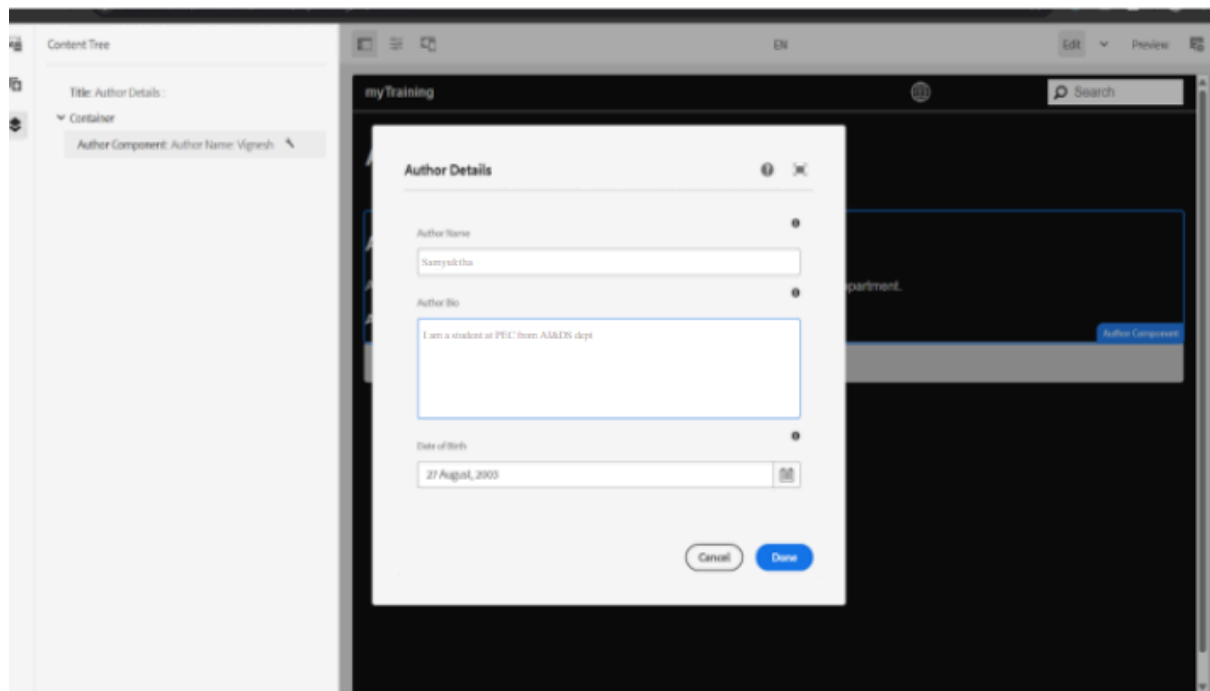 Content Tree
EN
Edit
Preview
Title: Author Details :
Container
Author Component: Author Name: Vignesh
myTraining
Search
Author Details
Author Name
Samyuktha
Author Bio
I am a student at PEC from AI&DS dept
partment.
Author Component
Date of Birth
27 August, 2003
Cancel
Done